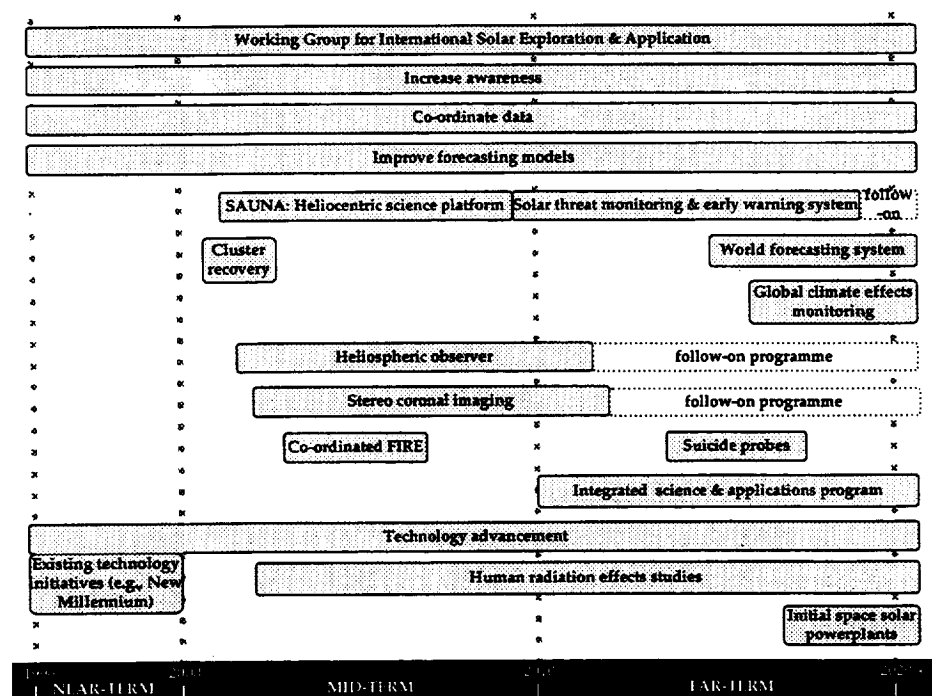 Working Group for International Solar Exploration & Application
Increase awareness
Co-ordinate data
Improve forecasting models
SAUNA: Heliocentric science platform
Solar threat monitoring & early warning system
follow
-on
Cluster
recovery
World forecasting system
Global climate effects
monitoring
Heliospheric observer
follow-on programme
Stereo coronal imaging
follow-on programme
Co-ordinated FIRE
Suicide probes
Integrated science & applications program
Technology advancement
Existing technology
initiatives (e.g., New
Millennium)
Human radiation effects studies
Initial space solar
powerplants
NEAR-TERM
MID-TERM
FAR-TERM